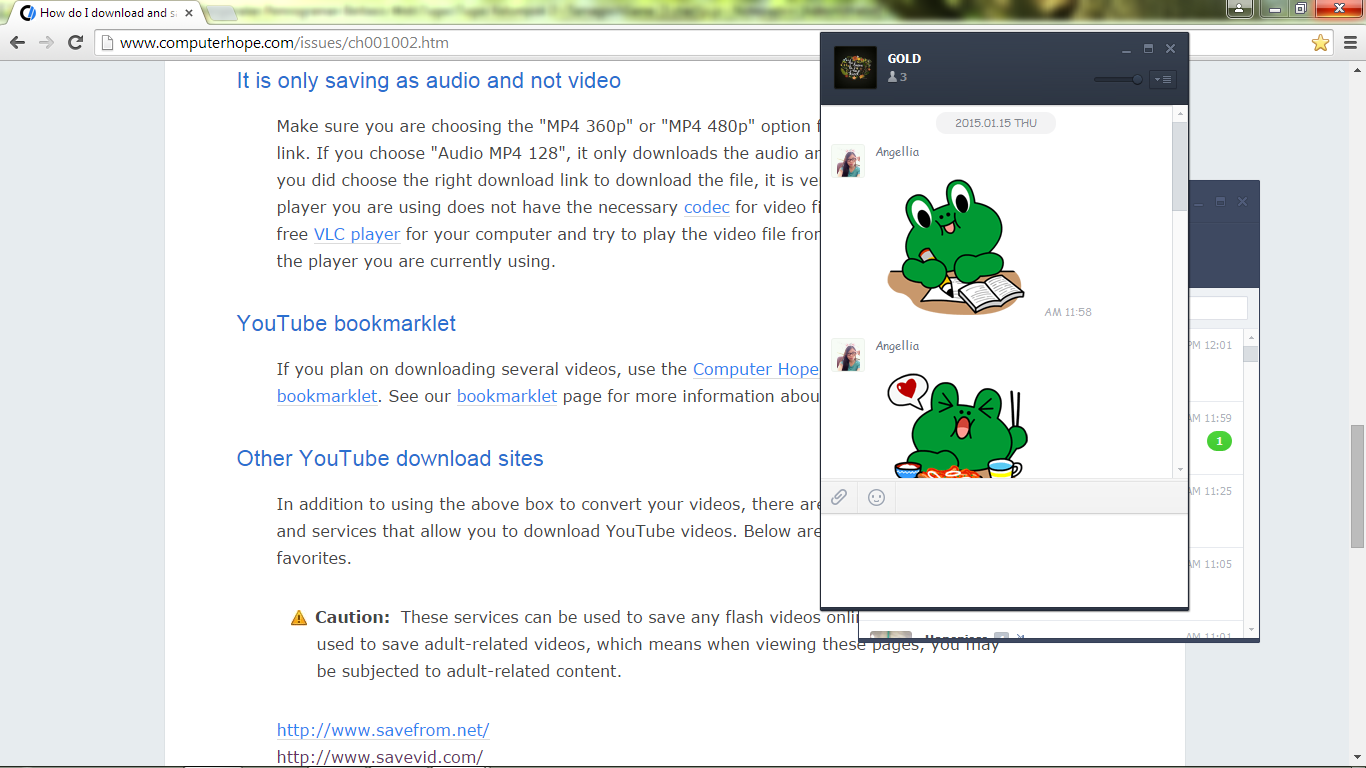 How do I download and s
www.computerhope.com/issues/ch001002.htm
It is only saving as audio and not video
Make sure you are choosing the "MP4 360p" or "MP4 480p" option f
link. If you choose "Audio MP4 128", it only downloads the audio an
you did choose the right download link to download the file, it is ve
player you are using does not have the necessary codec for video fi
free VLC player for your computer and try to play the video file from
the player you are currently using.
YouTube bookmarklet
If you plan on downloading several videos, use the Computer Hope
bookmarklet. See our bookmarklet page for more information abou
Other YouTube download sites
In addition to using the above box to convert your videos, there are
and services that allow you to download YouTube videos. Below are
favorites.
Caution: These services can be used to save any flash videos onli
used to save adult-related videos, which means when viewing these pages, you may
be subjected to adult-related content.
http://www.savefrom.net/
http://www.savevid.com/
GOLD
3
2015.01.15 THU
Angellia
AM 11:58
Angellia
PM 12:01
AM 11:59
1
AM 11:25
AM 11:05
AM 11:01